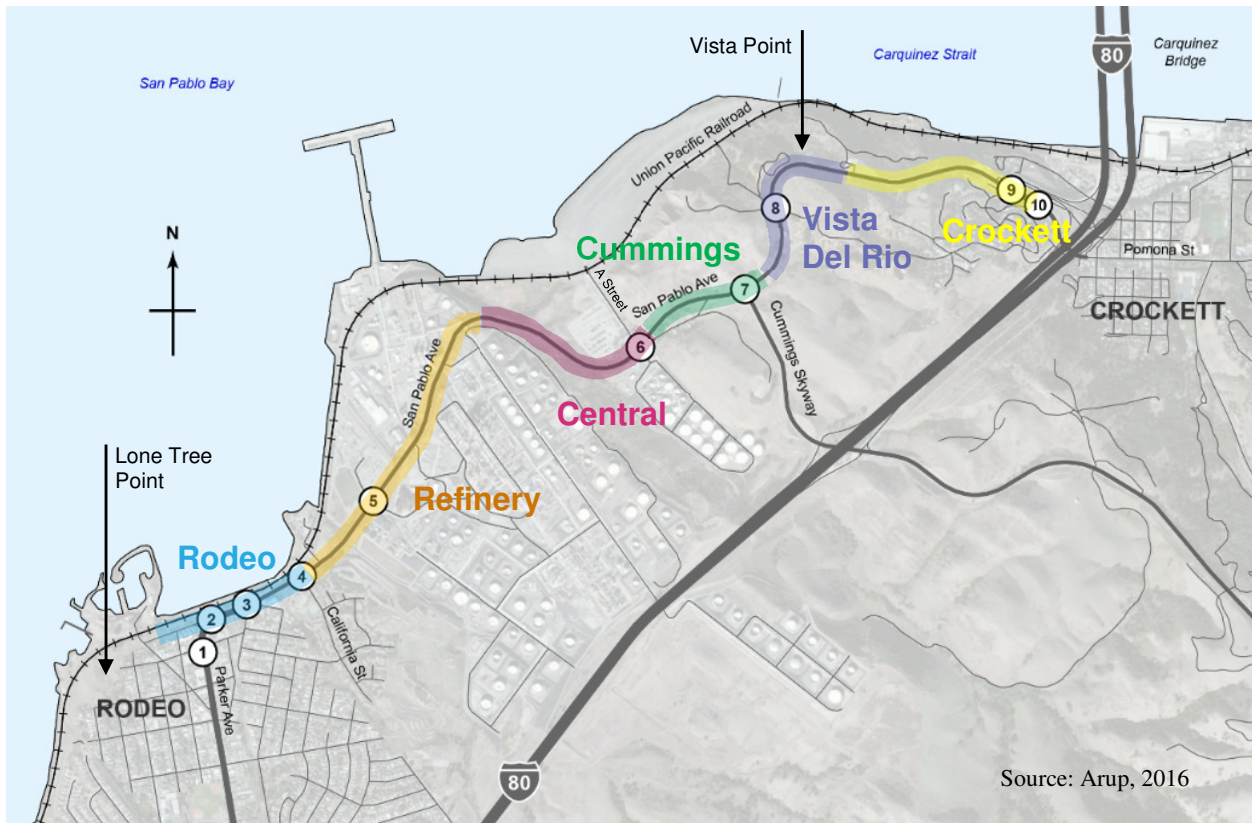 San Pablo Bay
Vista Point
Carquinez Strait
80
Carquinez
Bridge
Union Pacific Railroad
N
9
10
8
Vista
Del Rio
Crockett
Pomona St
Cummings
A Street
San Pablo Ave
7
CROCKETT
6
Cummings Skyway
San Pablo Ave
Central
Lone Tree
Point
5
Refinery
Rodeo
4
3
2
California St
1
Parker Ave
RODEO
80
Source: Arup, 2016